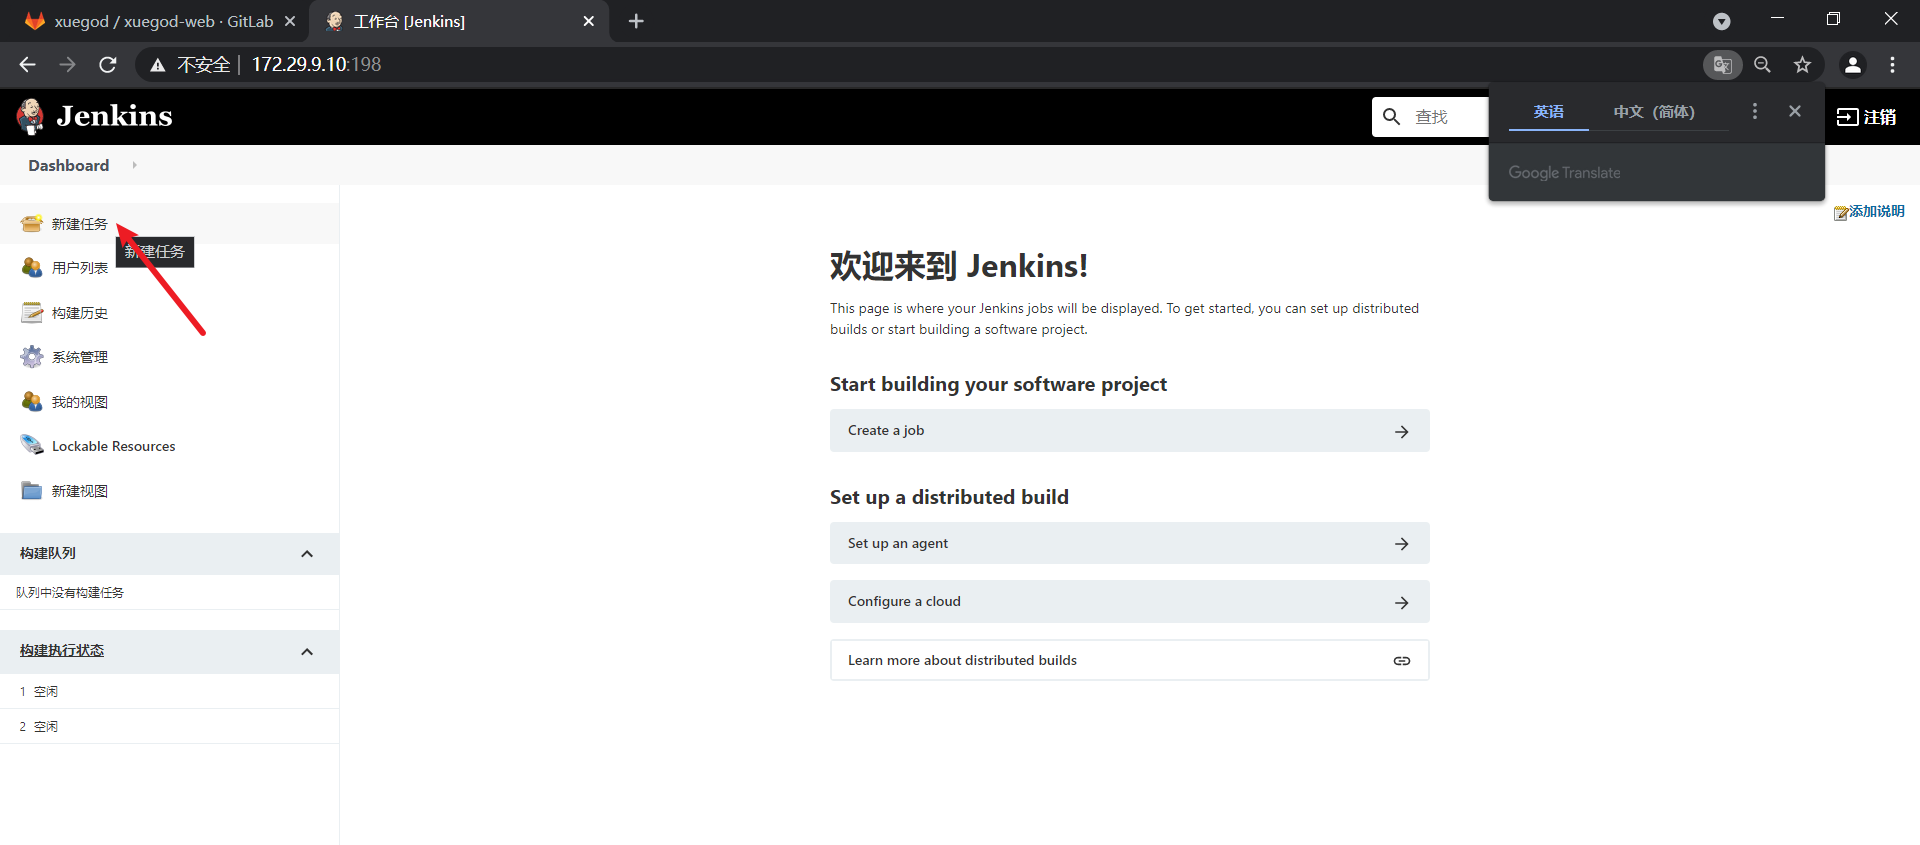 xuegod / xuegod-web · GitLab
工作台 [Jenkins]
不安全
172.29.9.10:198
Jenkins
查找
英语
中文（简体）
注销
Google Translate
Dashboard
添加说明
新建任务
新建任务
用户列表
构建历史
系统管理
我的视图
Lockable Resources
新建视图
构建队列
队列中没有构建任务
构建执行状态
1 空闲
2 空闲
欢迎来到 Jenkins!
This page is where your Jenkins jobs will be displayed. To get started, you can set up distributed
builds or start building a software project.
Start building your software project
Create a job
Set up a distributed build
Set up an agent
Configure a cloud
Learn more about distributed builds